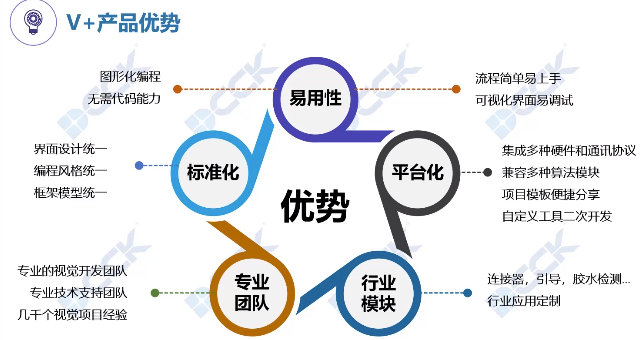 V+产品优势
图形化编程
无需代码能力
易用性
流程简单易上手
可视化界面易调试
界面设计统一
编程风格统一
框架模型统一
标准化
优势
平台化
集成多种硬件和通讯协议
兼容多种算法模块
项目模板便捷分享
自定义工具二次开发
专业的视觉开发团队
专业技术支持团队
几千个视觉项目经验
专业
团队
行业
模块
连接器，引导，胶水检测...
行业应用定制
DCCK
DCCK
DCCK
DCCK
DCCK
DCCK